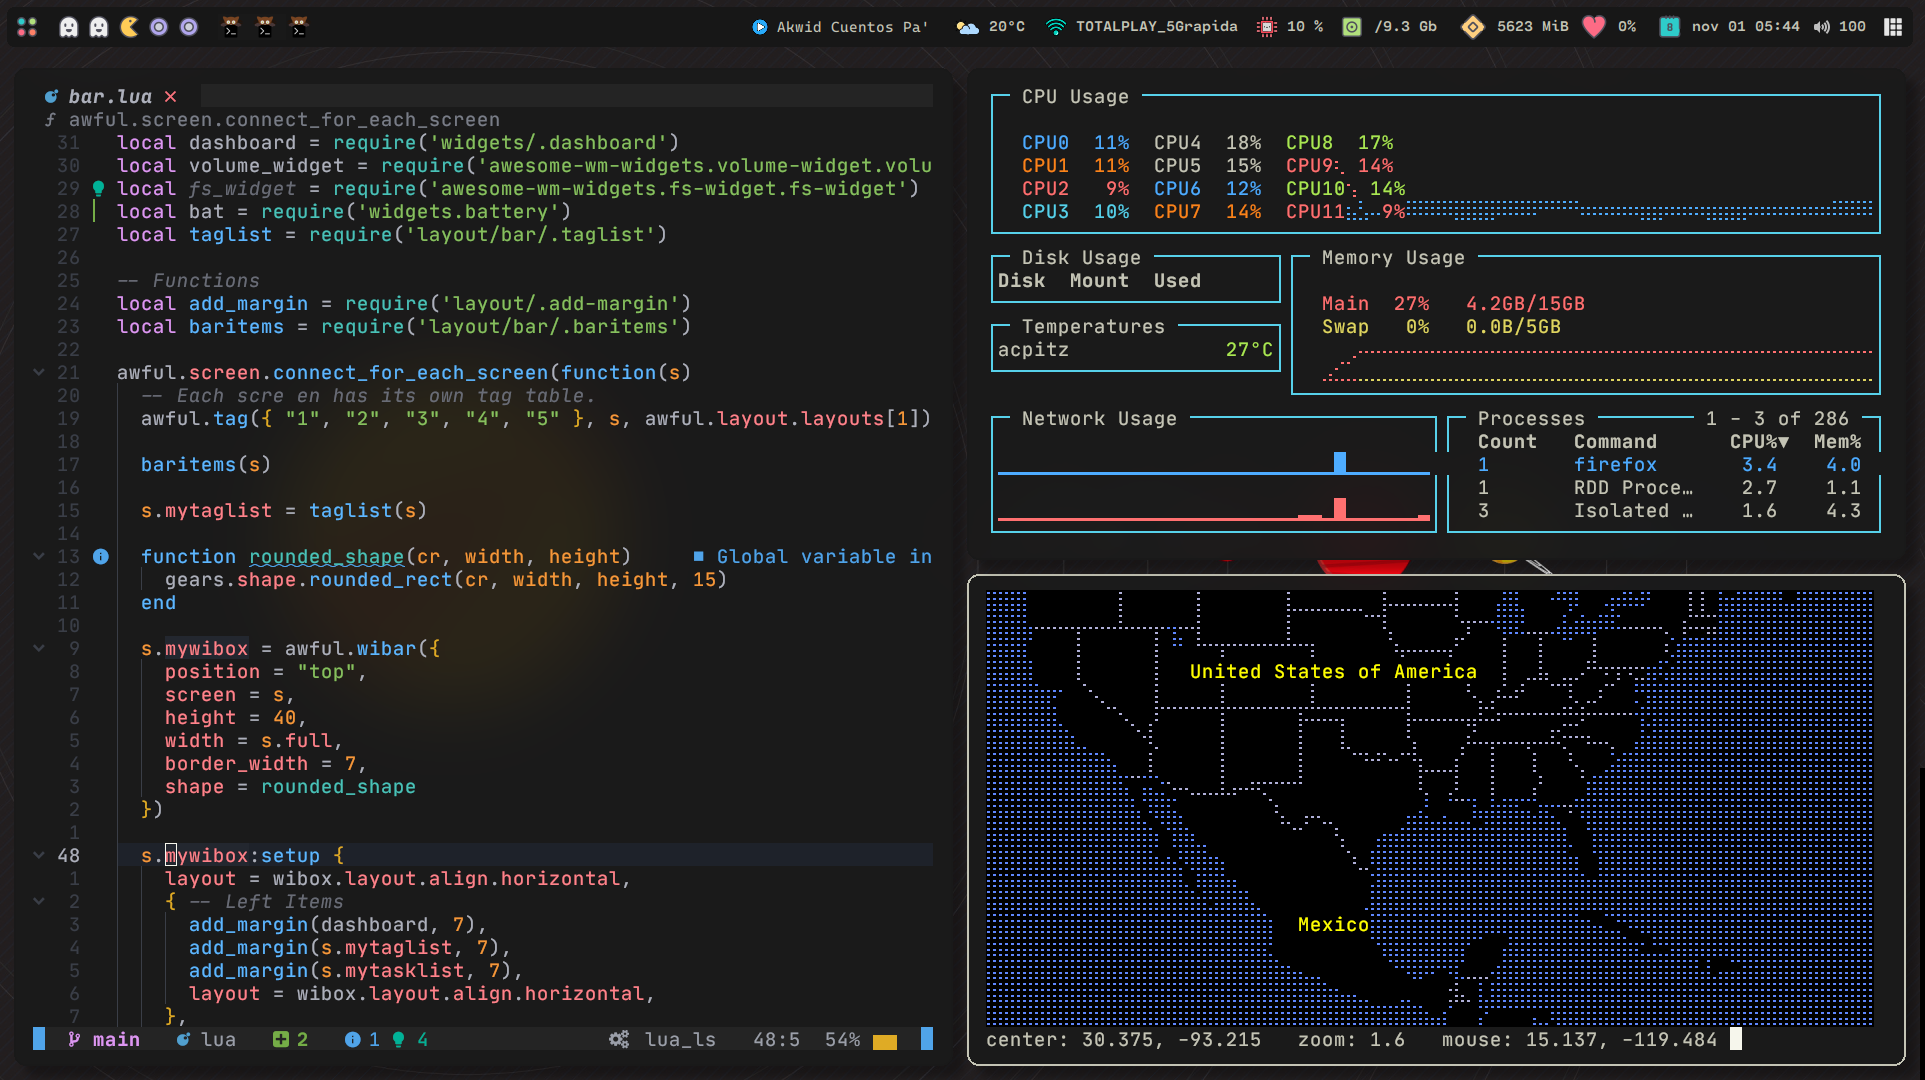 Akwid Cuentos Pa' 20°C TOTALPLAY_5Grapida 10 % /9.3 Gb 5623 MiB 0% 8 nov 01 05:44 100
bar.lua ×
ƒ awful.screen.connect_for_each_screen
31 local dashboard = require('widgets/.dashboard')
30 local volume_widget = require('awesome-wm-widgets.volume-widget.volu
29 local fs_widget = require('awesome-wm-widgets.fs-widget.fs-widget')
28 local bat = require('widgets.battery')
27 local taglist = require('layout/bar/.taglist')
26
25 -- Functions
24 local add_margin = require('layout/.add-margin')
23 local baritems = require('layout/bar/.baritems')
22
21 awful.screen.connect_for_each_screen(function(s)
20 -- Each scre en has its own tag table.
19 awful.tag({ "1", "2", "3", "4", "5" }, s, awful.layout.layouts[1])
18
17 baritems(s)
16
15 s.mytaglist = taglist(s)
14
13 function rounded_shape(cr, width, height) ■ Global variable in
12 gears.shape.rounded_rect(cr, width, height, 15)
11 end
10
9 s.mywibox = awful.wibar({
8 position = "top",
7 screen = s,
6 height = 40,
5 width = s.full,
4 border_width = 7,
3 shape = rounded_shape
2 })
1
48 s.mywibox:setup {
1 layout = wibox.layout.align.horizontal,
2 { -- Left Items
3 add_margin(dashboard, 7),
4 add_margin(s.mytaglist, 7),
5 add_margin(s.mytasklist, 7),
6 layout = wibox.layout.align.horizontal,
7 },
main lua 2 1 4 lua_ls 48:5 54%
CPU Usage
CPU0 11% CPU4 18% CPU8 17%
CPU1 11% CPU5 15% CPU9 14%
CPU2 9% CPU6 12% CPU10 14%
CPU3 10% CPU7 14% CPU11 9%
Disk Usage
Disk Mount Used
Temperatures
acpitz 27°C
Memory Usage
Main 27% 4.2GB/15GB
Swap 0% 0.0B/5GB
Network Usage
Processes 1 - 3 of 286
Count Command CPU%▼ Mem%
1 firefox 3.4 4.0
1 RDD Proce… 2.7 1.1
3 Isolated … 1.6 4.3
United States of America
Mexico
center: 30.375, -93.215 zoom: 1.6 mouse: 15.137, -119.484